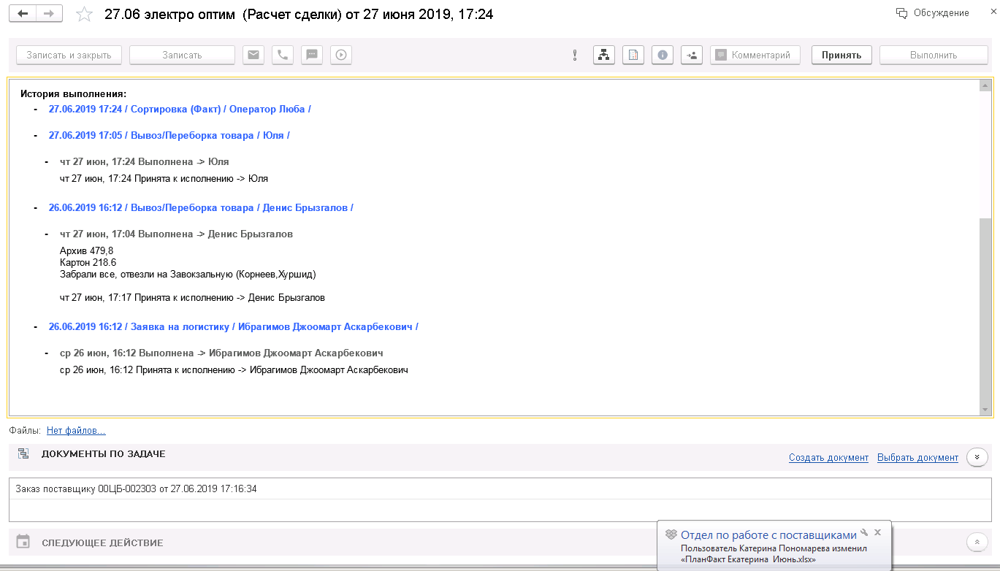 27.06 электро оптим (Расчет сделки) от 27 июня 2019, 17:24
Обсуждение
Записать и закрыть
Записать
Комментарий
Принять
Выполнить
История выполнения:
- 27.06.2019 17:24 / Сортировка (Факт) / Оператор Люба /
- 27.06.2019 17:05 / Вывоз/Переборка товара / Юля /
- чт 27 июн, 17:24 Выполнена -> Юля
чт 27 июн, 17:24 Принята к исполнению -> Юля
- 26.06.2019 16:12 / Вывоз/Переборка товара / Денис Брызгалов /
- чт 27 июн, 17:04 Выполнена -> Денис Брызгалов
Архив 479,8
Картон 218.6
Забрали все, отвезли на Завокзальную (Корнеев,Хуршид)
чт 27 июн, 17:17 Принята к исполнению -> Денис Брызгалов
- 26.06.2019 16:12 / Заявка на логистику / Ибрагимов Джоомарт Аскарбекович /
- ср 26 июн, 16:12 Выполнена -> Ибрагимов Джоомарт Аскарбекович
ср 26 июн, 16:12 Принята к исполнению -> Ибрагимов Джоомарт Аскарбекович
Файлы: Нет файлов...
ДОКУМЕНТЫ ПО ЗАДАЧЕ
Создать документ Выбрать документ
Заказ поставщику 00ЦБ-002303 от 27.06.2019 17:16:34
СЛЕДУЮЩЕЕ ДЕЙСТВИЕ
Отдел по работе с поставщиками
Пользователь Катерина Пономарева изменил
«ПланФакт Екатерина Июнь.xlsx»